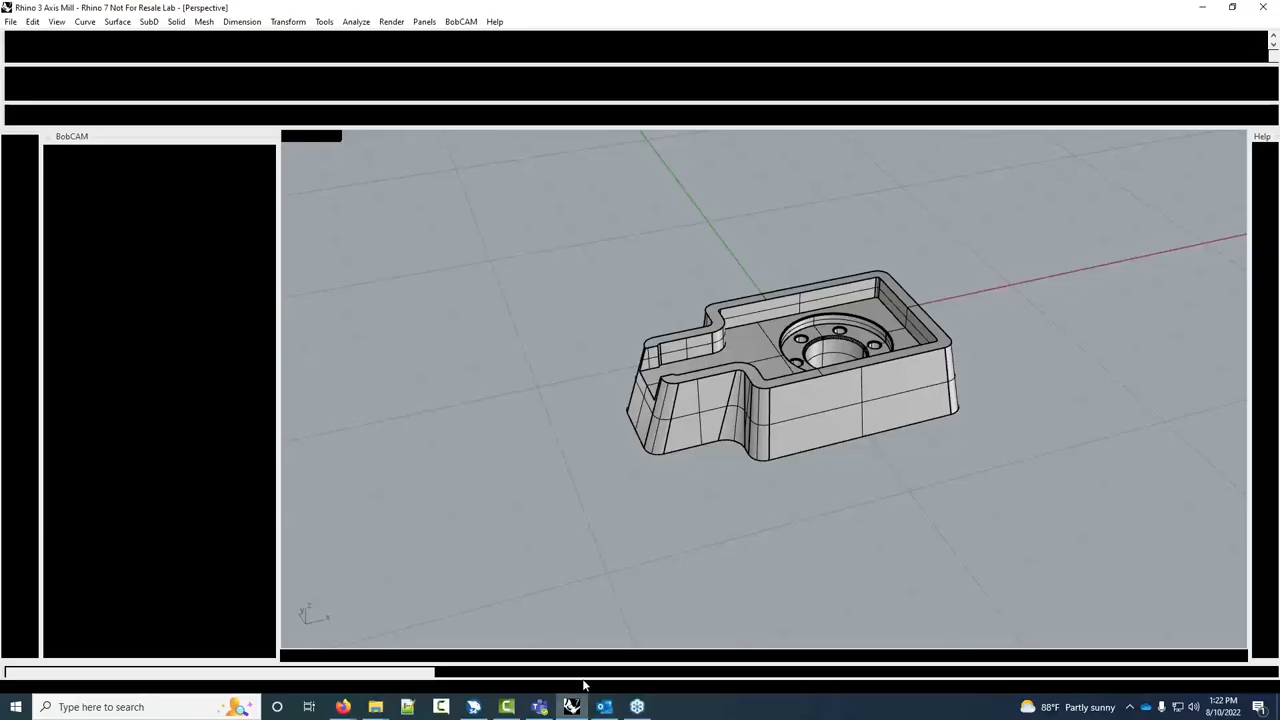 Rhino 3 Axis Mill - Rhino 7 Not For Resale Lab - [Perspective]
File Edit View Curve Surface SubD Solid Mesh Dimension Transform Tools Analyze Render Panels BobCAM Help
BobCAM
Help
z
y
x
Type here to search
88°F Partly sunny
1:22 PM
8/10/2022